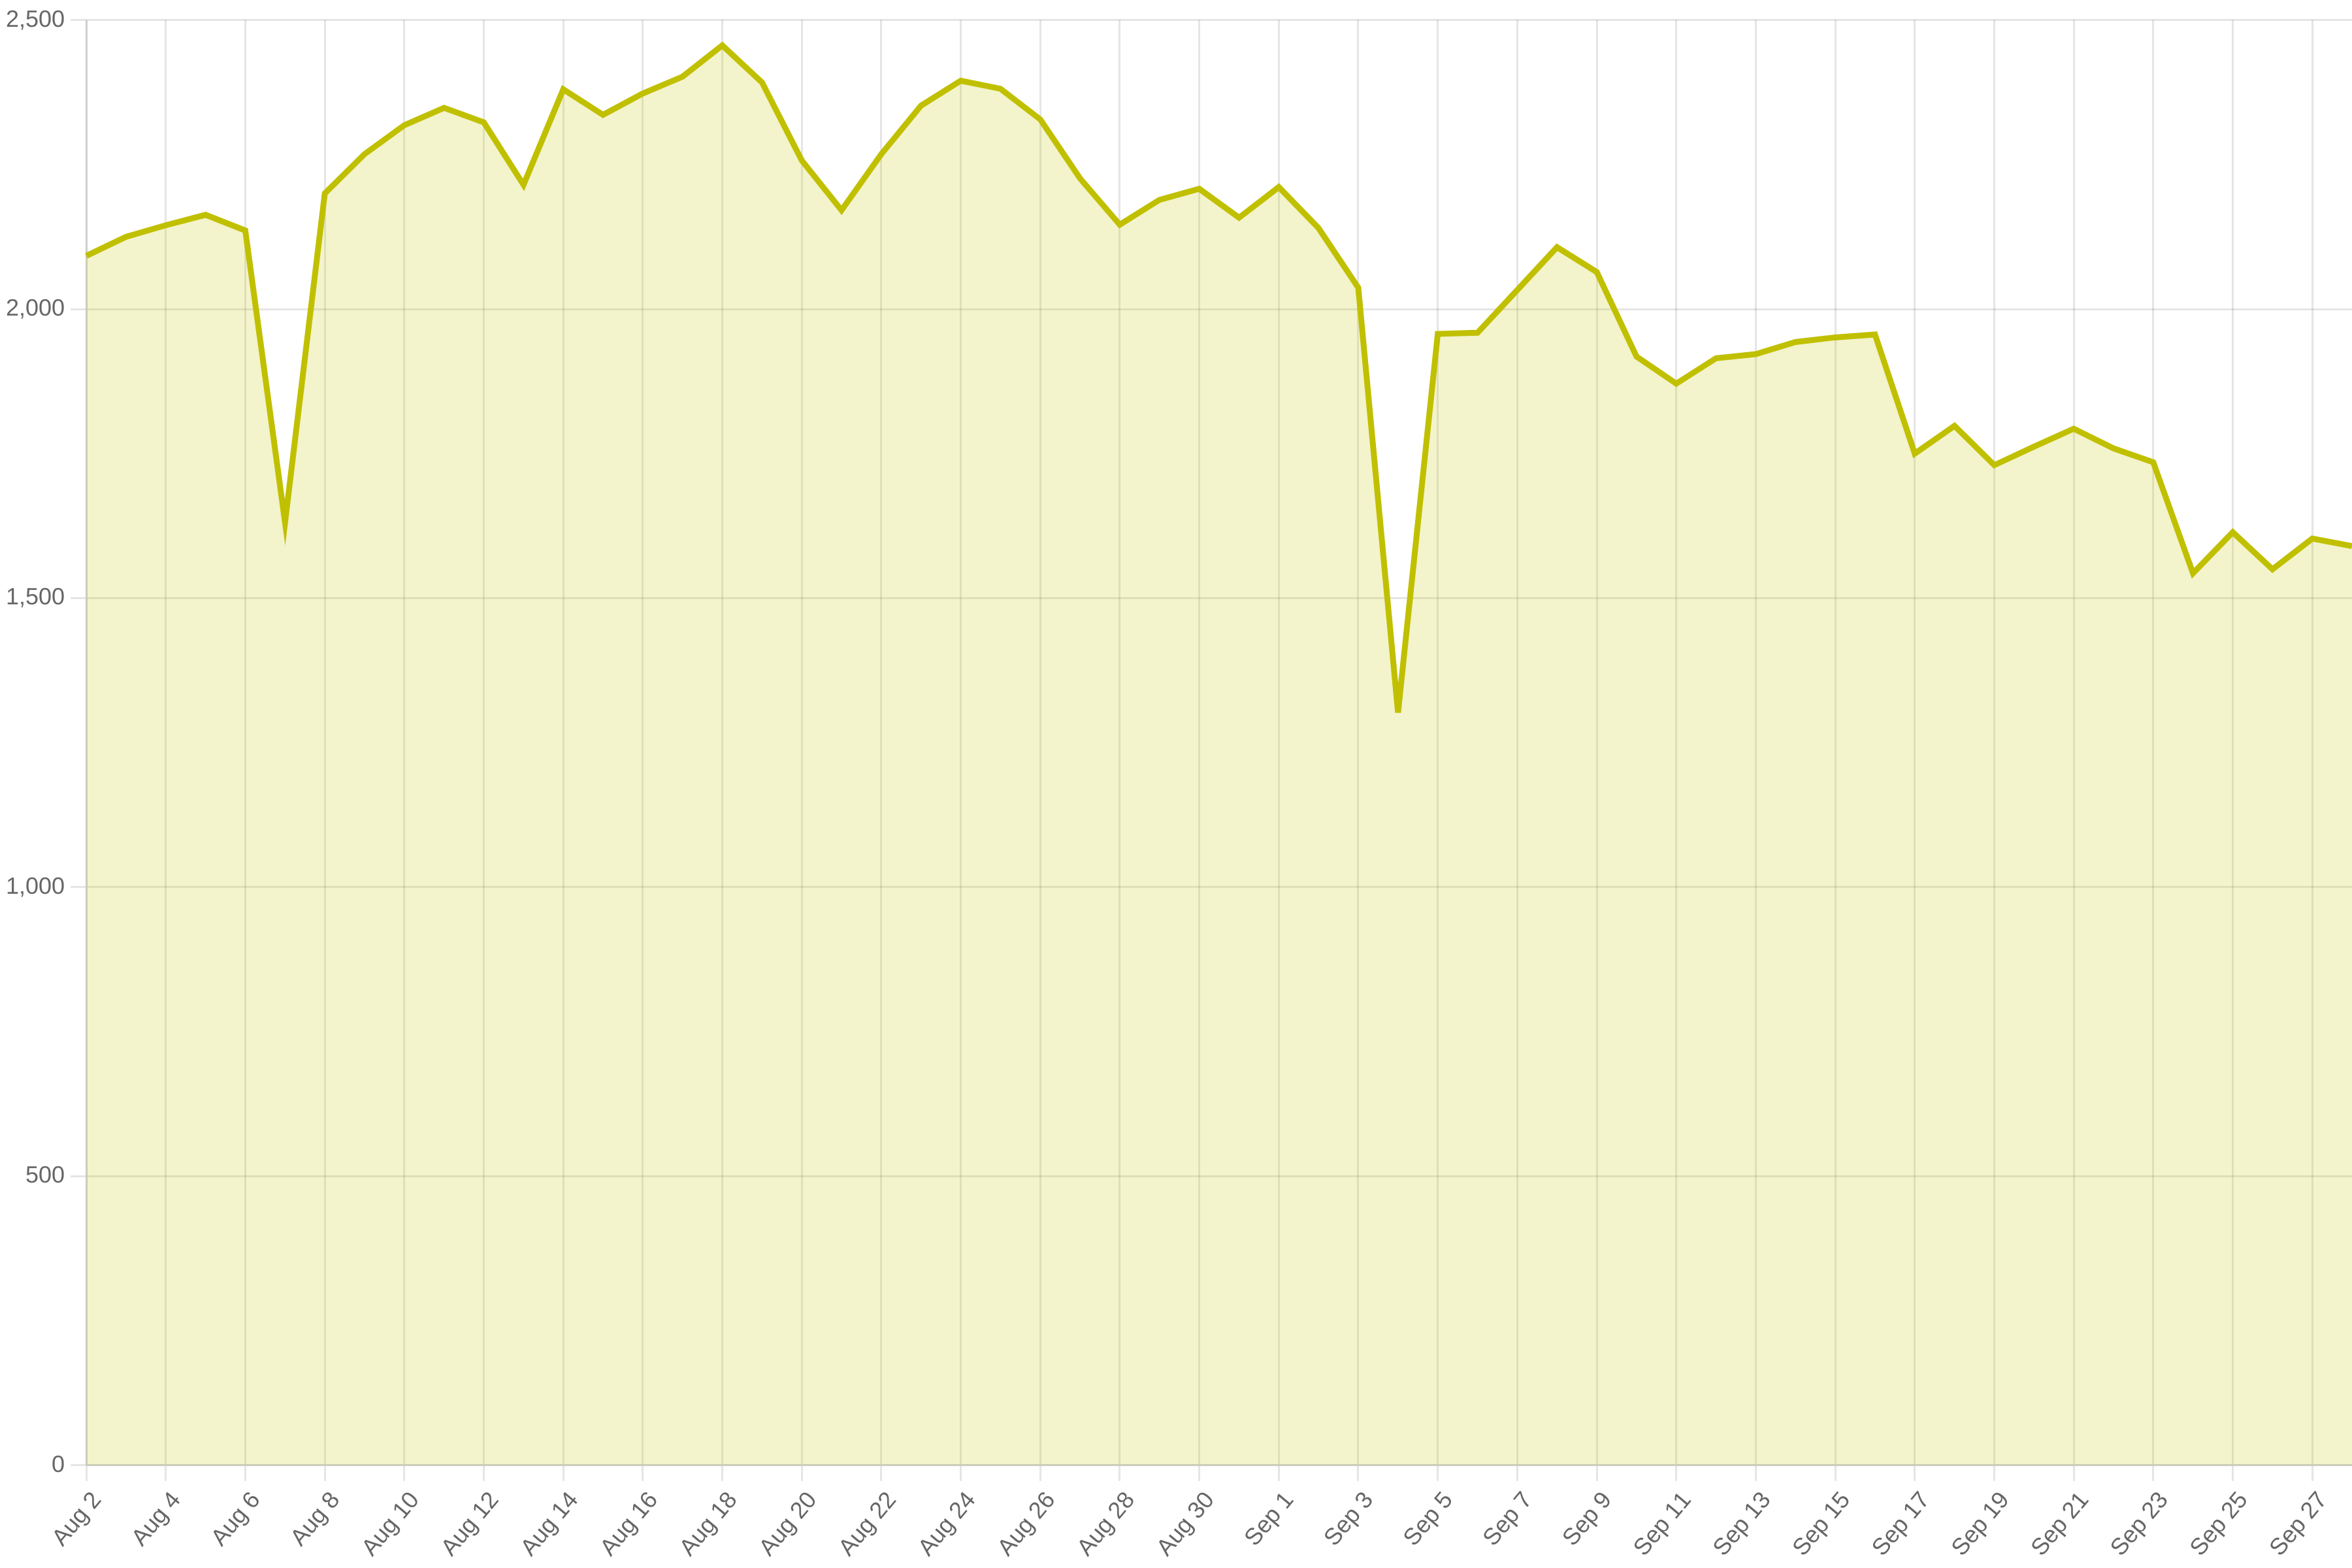 2,500
2,000
1,500
1,000
500
0
Aug 2
Aug 4
Aug 6
Aug 8
Aug 10
Aug 12
Aug 14
Aug 16
Aug 18
Aug 20
Aug 22
Aug 24
Aug 26
Aug 28
Aug 30
Sep 1
Sep 3
Sep 5
Sep 7
Sep 9
Sep 11
Sep 13
Sep 15
Sep 17
Sep 19
Sep 21
Sep 23
Sep 25
Sep 27